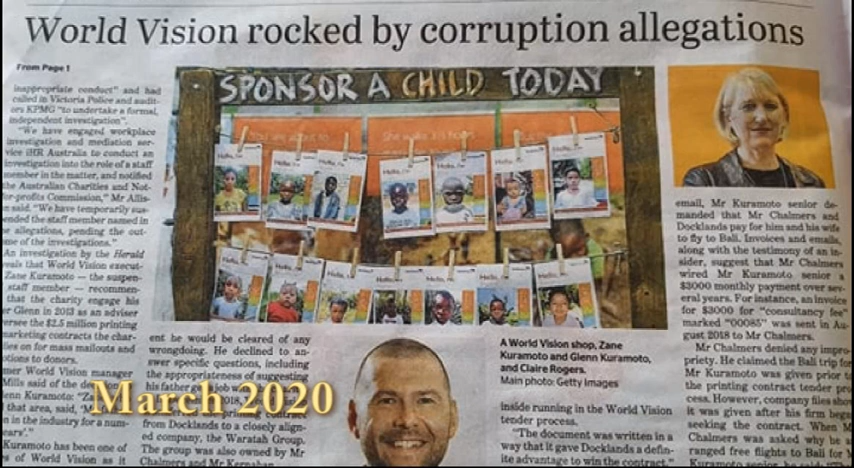 World Vision rocked by corruption allegations
From Page 1
inappropriate conduct" and had
called in Victoria Police and audit-
ors KPMG "to undertake a formal,
independent investigation".
"We have engaged workplace
investigation and mediation ser-
vice iHR Australia to conduct an
investigation into the role of a staff
member in the matter, and notified
the Australian Charities and Not-
for-profits Commission," Mr Allis-
n said. "We have temporarily sus-
ended the staff member named in
e allegations, pending the out-
me of the investigations."
An investigation by the Herald
veals that World Vision execut-
Zane Kuramoto — the suspen-
staff member — recommen-
that the charity engage his
er Glenn in 2013 as an adviser
versee the $2.5 million printing
marketing contracts the char-
ies on for mass mailouts and
otions to donors.
mer World Vision manager
Mills said of the
enn Kuramoto: "Za
that area, said,
n in the industry for a num-
ears'."
Kuramoto has been one of
s of World Vision as it
SPONSOR A CHILD TODAY
ent he would be cleared of any
wrongdoing. He declined to an-
swer specific questions, including
the appropriateness of suggesting
his father
printing contract
from Docklands to a closely align-
ed company, the Waratah Group.
The group was also owned by Mr
Chalmers and Mr Kernahan
A World Vision shop, Zane
Kuramoto and Glenn Kuramoto,
and Claire Rogers.
Main photo: Getty Images
inside running in the World Vision
tender process.
"The document was written in a
way that it gave Docklands a defin-
ite advantage to win the contract."
email, Mr Kuramoto senior de-
manded that Mr Chalmers and
Docklands pay for him and his wife
to fly to Bali. Invoices and emails,
along with the testimony of an in-
sider, suggest that Mr Chalmers
wired Mr Kuramoto senior a
$3000 monthly payment over sev-
eral years. For instance, an invoice
for $3000 for "consultancy fee"
marked "00085" was sent in Au-
gust 2018 to Mr Chalmers.
Mr Chalmers denied any impro-
priety. He claimed the Bali trip for
Mr Kuramoto was given prior to
the printing contract tender pro-
cess. However, company files show
it was given after his firm began
seeking the contract. When M
Chalmers was asked why he a
ranged free flights to Bali for
Kuramoto senior
March 2020